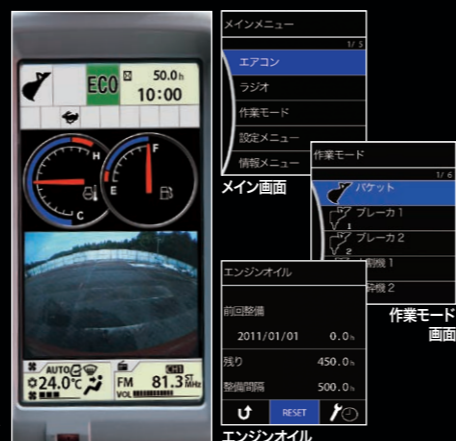 ECO
50.0h
10:00
H
C
F
E
AUTO
24.0℃
CH1
FM 81.3 ST MHz
VOL
メインメニュー
1/ 5
エアコン
ラジオ
作業モード
設定メニュー
情報メニュー
メイン画面
作業モード
1/ 6
バケット
ブレーカ1
1
ブレーカ2
2
機1
機2
作業モード
画面
エンジンオイル
前回整備
2011/01/01 0.0h
残り 450.0h
整備間隔 500.0h
RESET
エンジンオイル